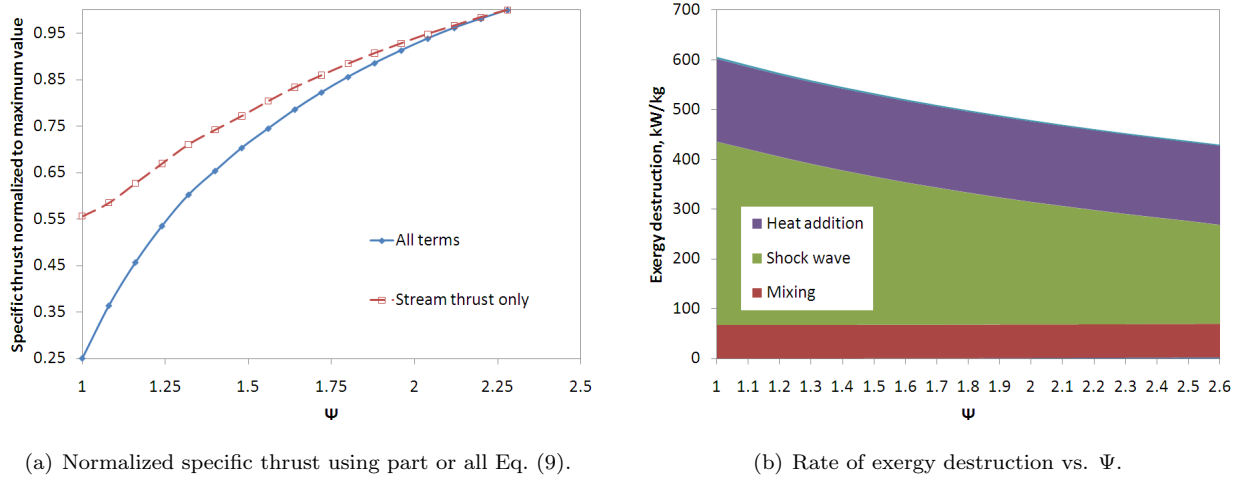 Specific thrust normalized to maximum value
0.95
0.85
0.75
0.65
0.55
0.45
0.35
0.25
All terms
Stream thrust only
1
1.25
1.5
1.75
2
2.25
2.5
Ψ
(a) Normalized specific thrust using part or all Eq. (9).
Exergy destruction, kW/kg
700
600
500
400
300
200
100
0
Heat addition
Shock wave
Mixing
1 1.1 1.2 1.3 1.4 1.5 1.6 1.7 1.8 1.9 2 2.1 2.2 2.3 2.4 2.5 2.6
Ψ
(b) Rate of exergy destruction vs. Ψ.